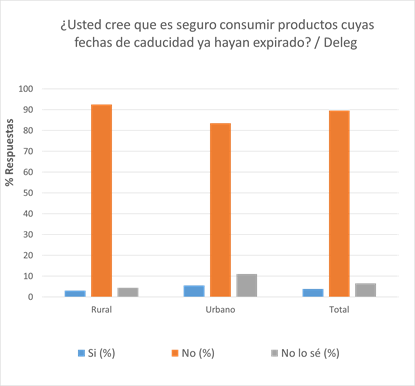 ¿Usted cree que es seguro consumir productos cuyas
fechas de caducidad ya hayan expirado? / Deleg
% Respuestas
100
90
80
70
60
50
40
30
20
10
0
Rural Urbano Total
Si (%) No (%) No lo sé (%)